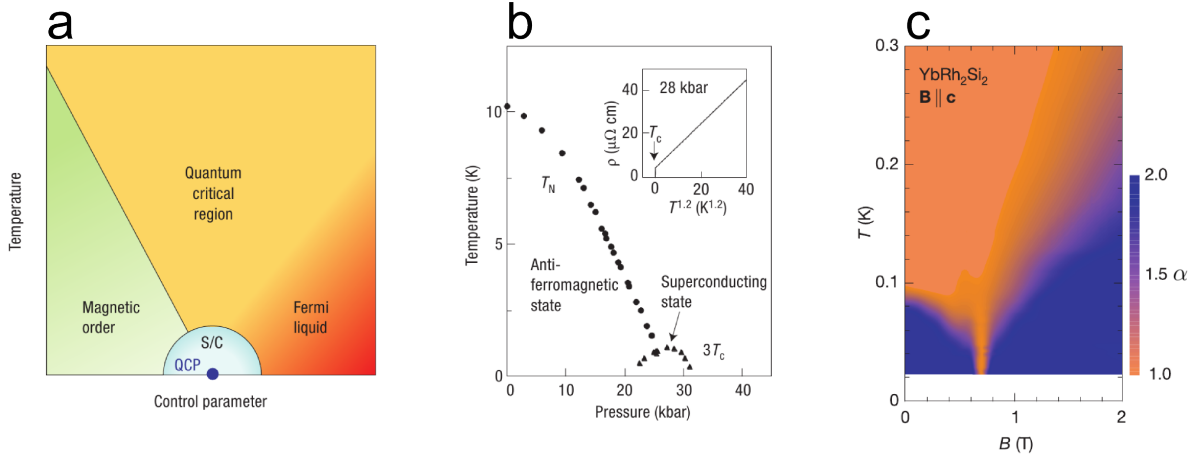 a
Temperature
Quantum
critical
region
Magnetic
order
Fermi
liquid
S/C
QCP
Control parameter
b
Temperature (K)
10
5
0
0
10
20
30
40
Pressure (kbar)
T_N
Anti-
ferromagnetic
state
Superconducting
state
3T_c
28 kbar
T_c
ρ (μΩ cm)
40
20
0
0
20
40
T^1.2 (K^1.2)
c
YbRh₂Si₂
B || c
T (K)
0.3
0.2
0.1
0
0
1
2
B (T)
2.0
1.5 α
1.0